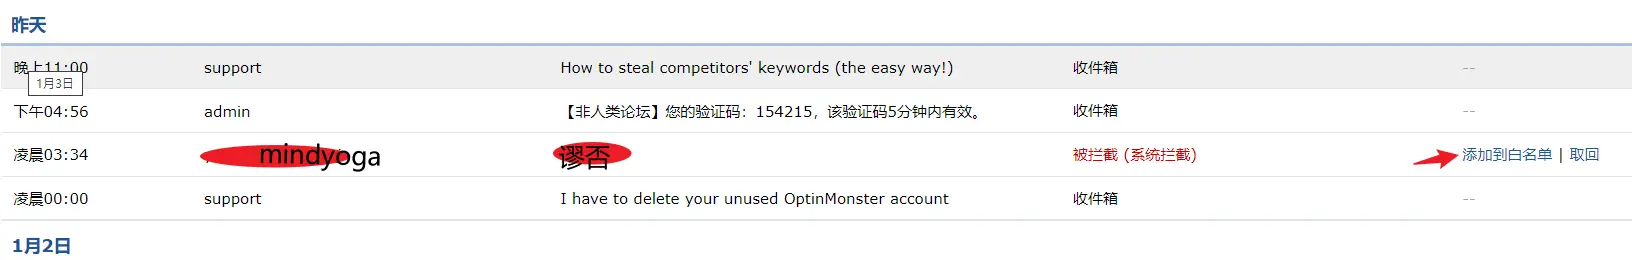 昨天
晚上11:00 support How to steal competitors' keywords (the easy way!) 收件箱 --
1月3日
下午04:56 admin 【非人类论坛】您的验证码：154215，该验证码5分钟内有效。 收件箱 --
凌晨03:34 mindyoga 谬否 被拦截 (系统拦截) 添加到白名单 | 取回
凌晨00:00 support I have to delete your unused OptinMonster account 收件箱 --
1月2日